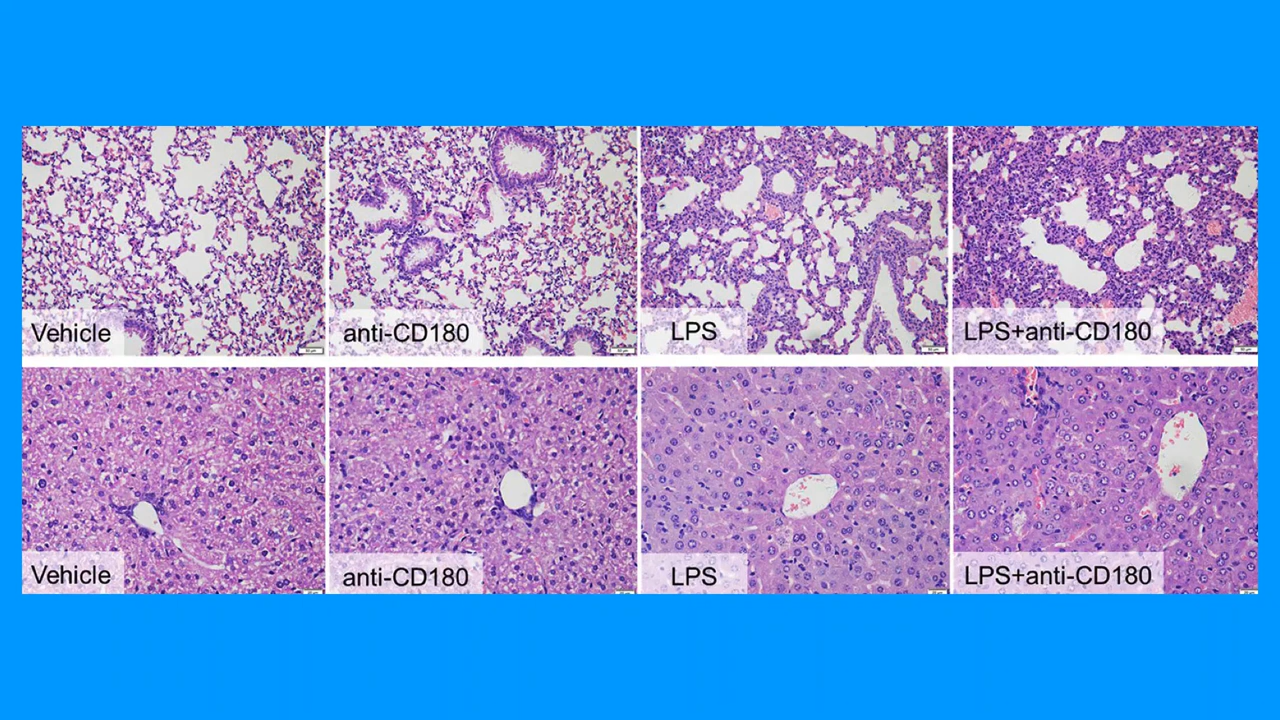 Vehicle
anti-CD180
LPS
LPS+anti-CD180
Vehicle
anti-CD180
LPS
LPS+anti-CD180